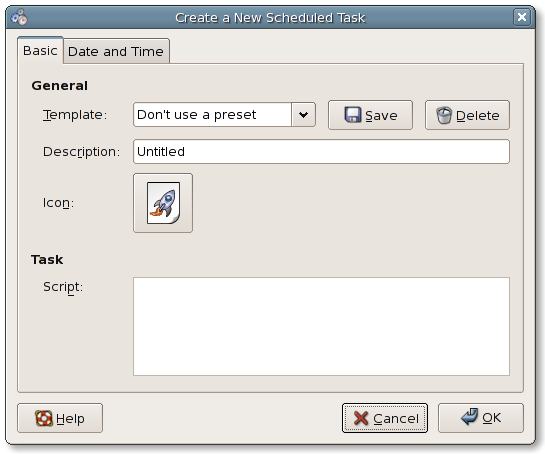 Create a New Scheduled Task
Basic Date and Time
General
Template: Don't use a preset Save Delete
Description: Untitled
Icon:
Task
Script:
Help Cancel OK